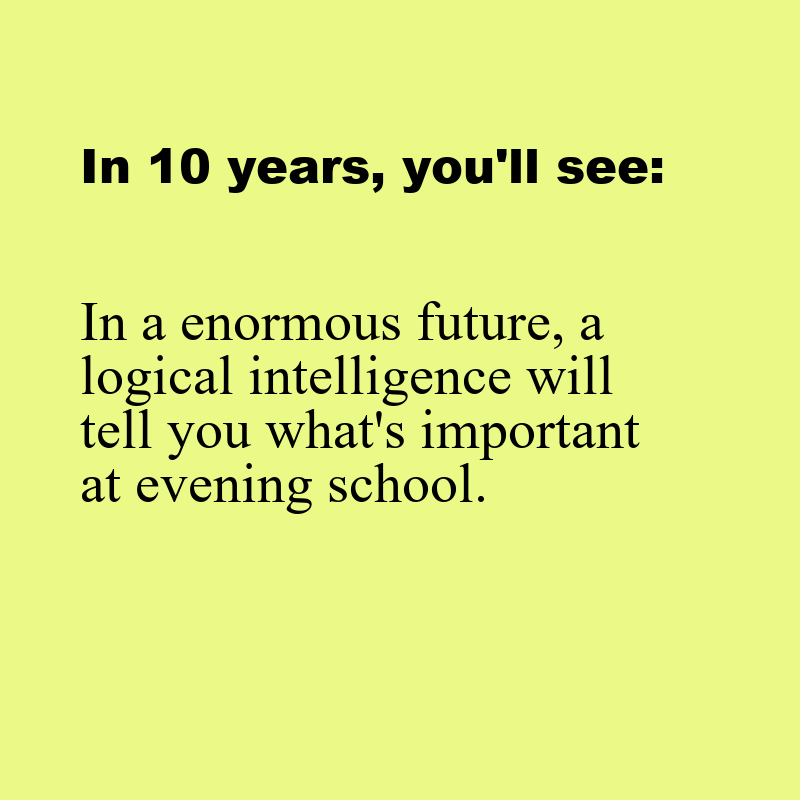 In 10 years, you'll see:
In a enormous future, a
logical intelligence will
tell you what's important
at evening school.